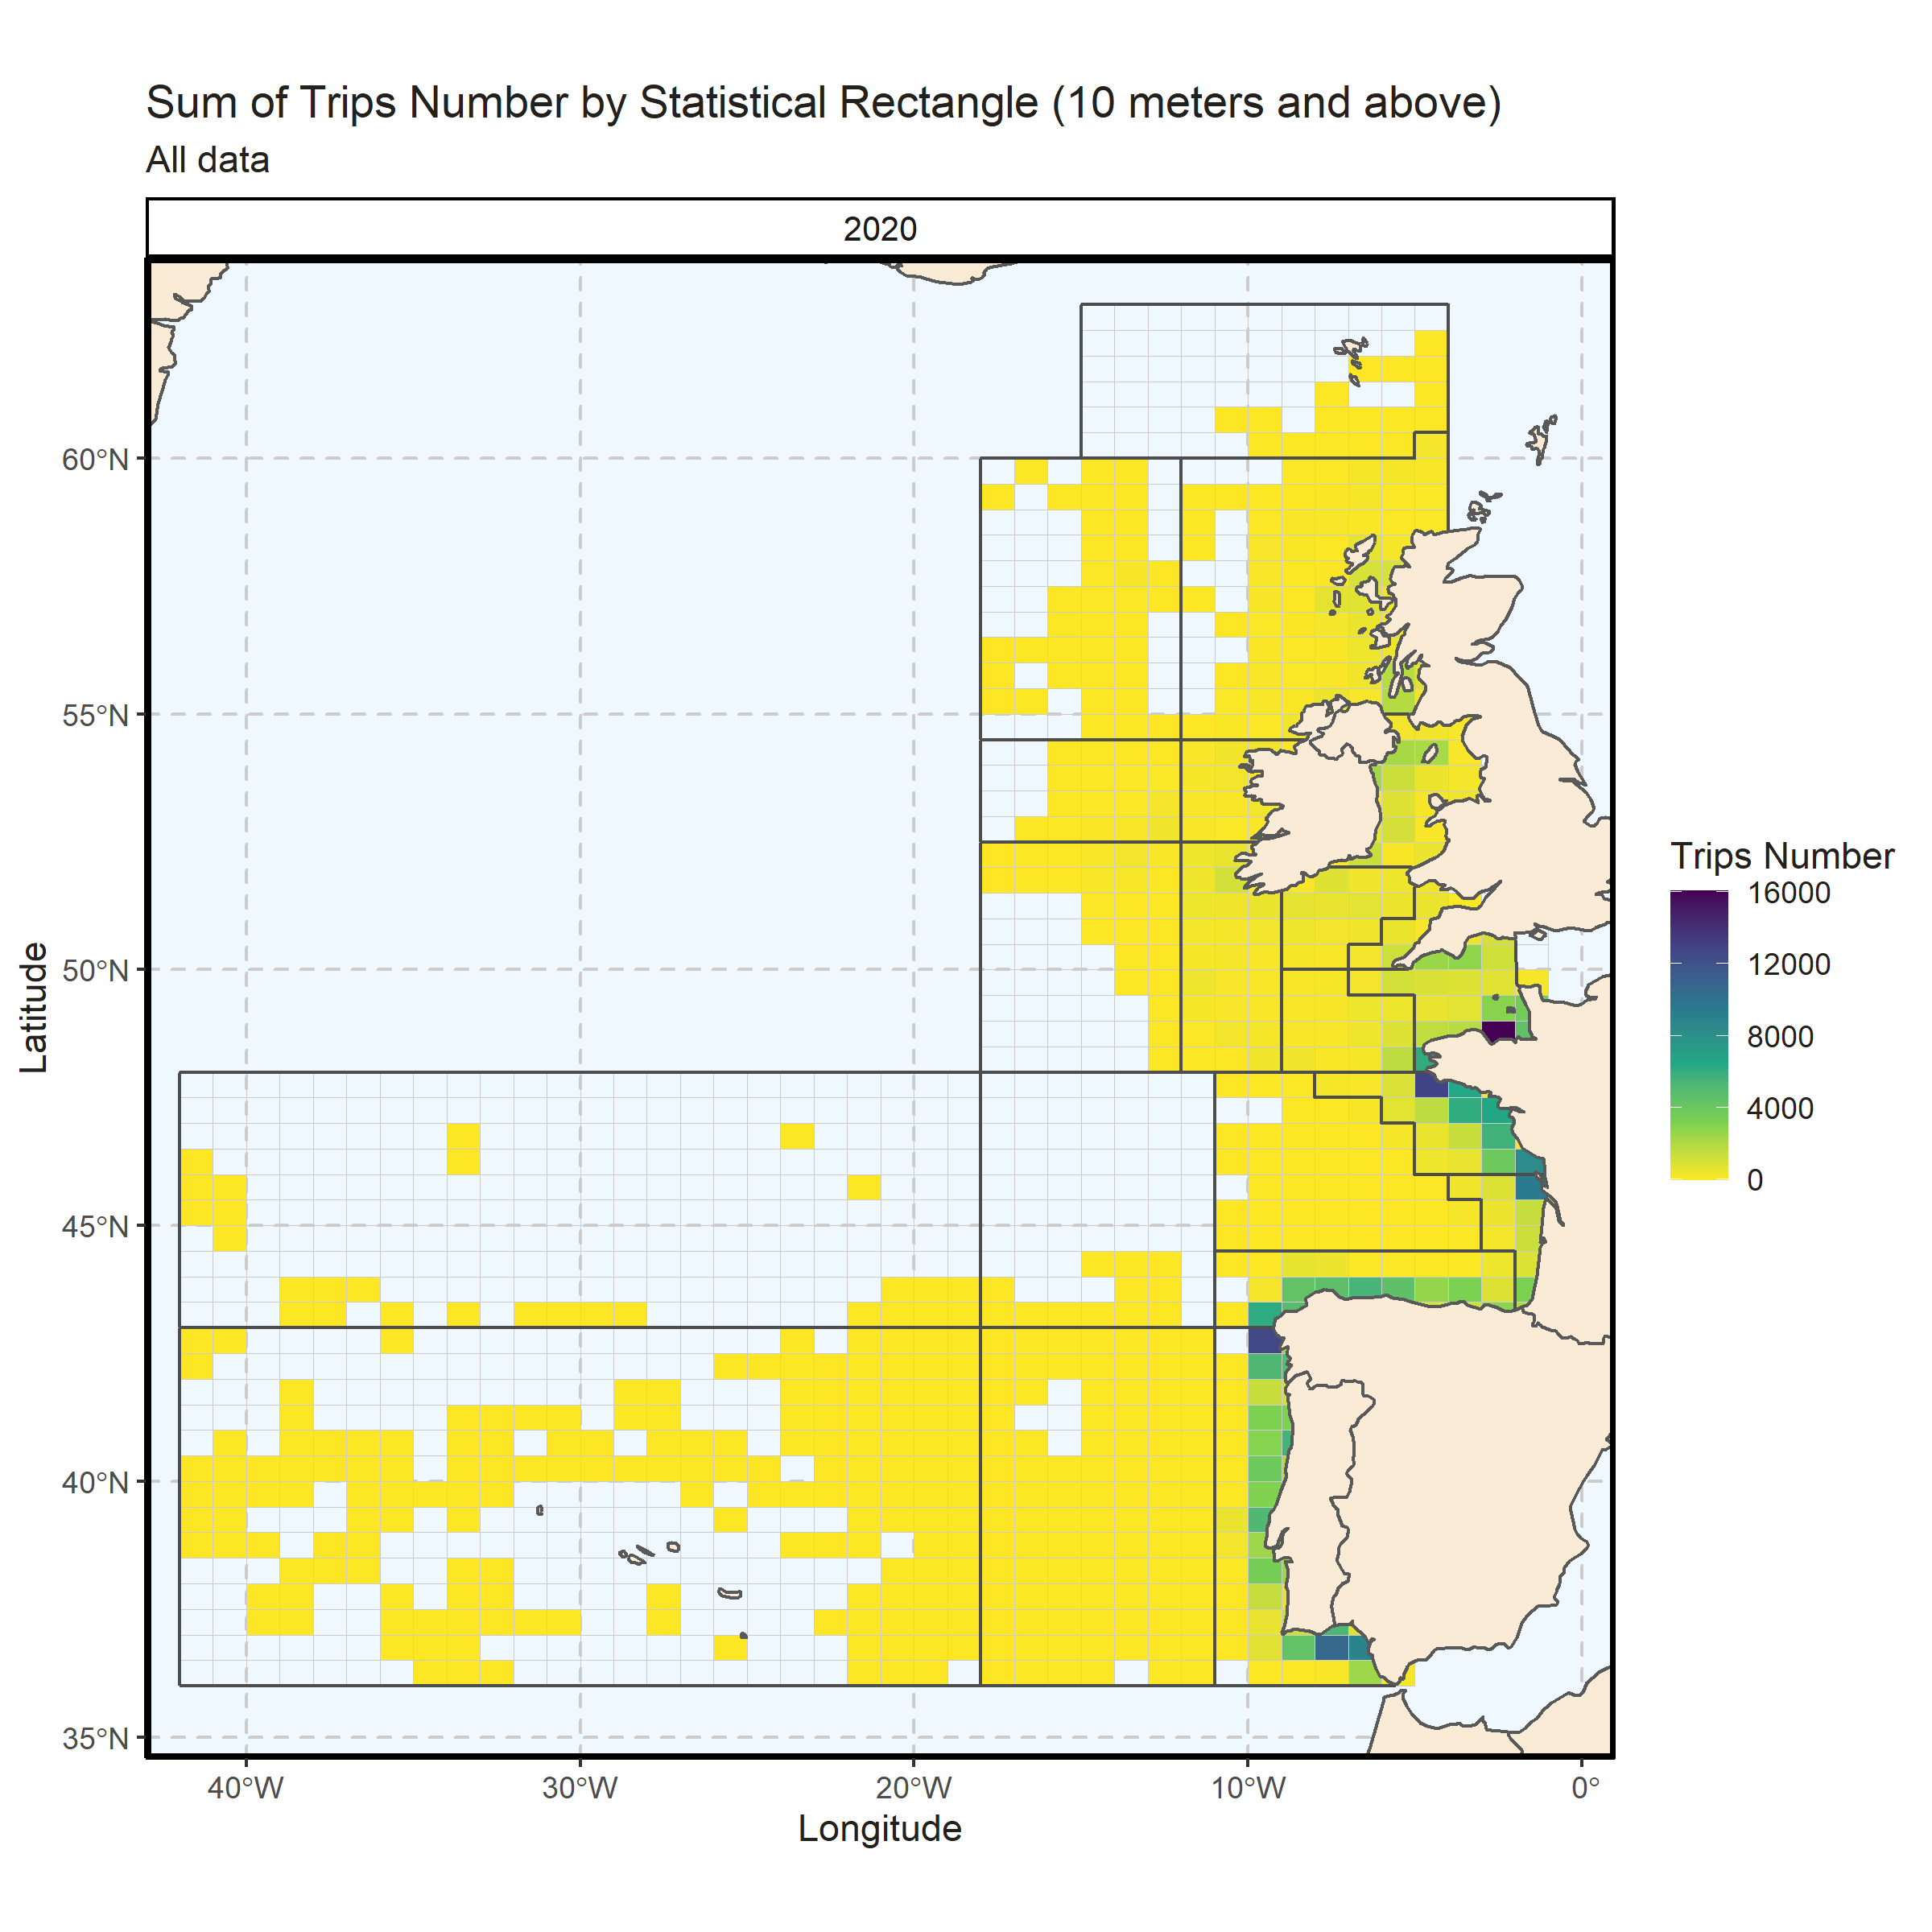 Sum of Trips Number by Statistical Rectangle (10 meters and above)
All data
2020
60°N
55°N
50°N
45°N
40°N
35°N
Latitude
40°W
30°W
20°W
10°W
0°
Longitude
Trips Number
16000
12000
8000
4000
0